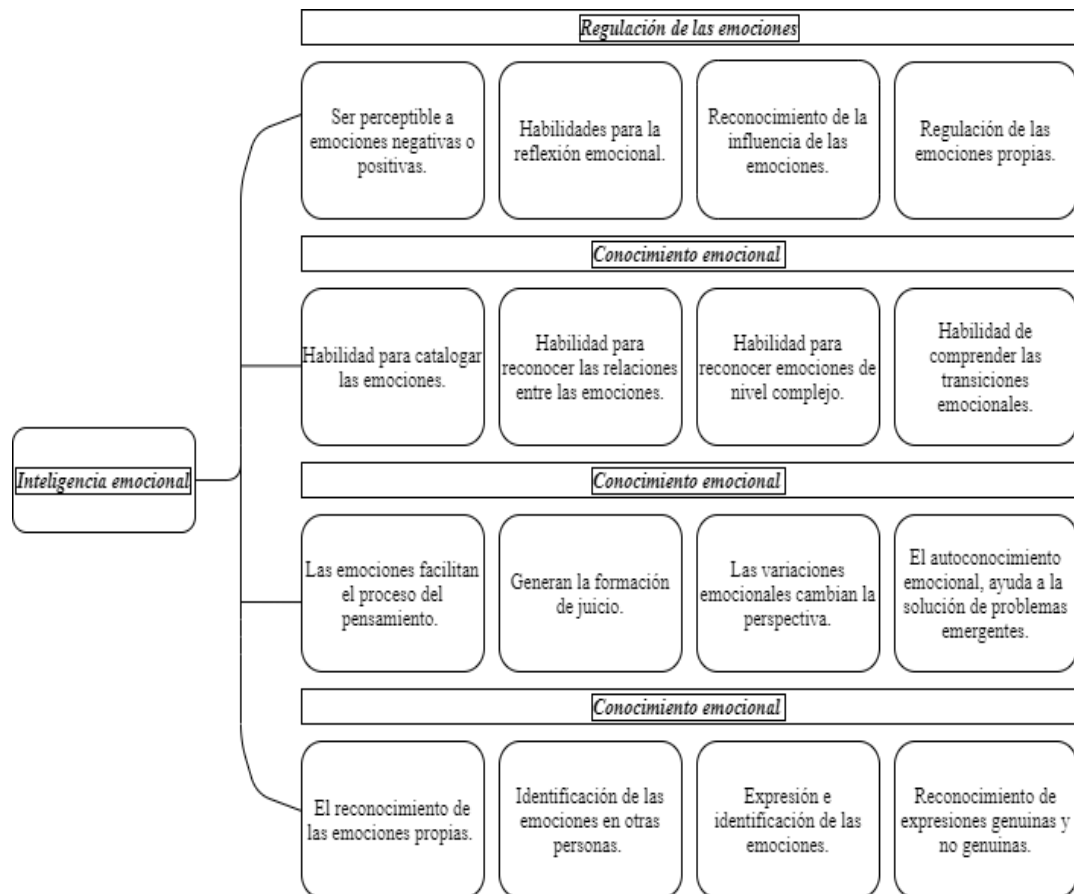 Regulación de las emociones
Ser perceptible a
emociones negativas o
positivas.
Habilidades para la
reflexión emocional.
Reconocimiento de la
influencia de las
emociones.
Regulación de las
emociones propias.
Conocimiento emocional
Habilidad para catalogar
las emociones.
Habilidad para
reconocer las relaciones
entre las emociones.
Habilidad para
reconocer emociones de
nivel complejo.
Habilidad de
comprender las
transiciones
emocionales.
Inteligencia emocional
Conocimiento emocional
Las emociones facilitan
el proceso del
pensamiento.
Generan la formación
de juicio.
Las variaciones
emocionales cambian la
perspectiva.
El autoconocimiento
emocional, ayuda a la
solución de problemas
emergentes.
Conocimiento emocional
El reconocimiento de
las emociones propias.
Identificación de las
emociones en otras
personas.
Expresión e
identificación de las
emociones.
Reconocimiento de
expresiones genuinas y
no genuinas.